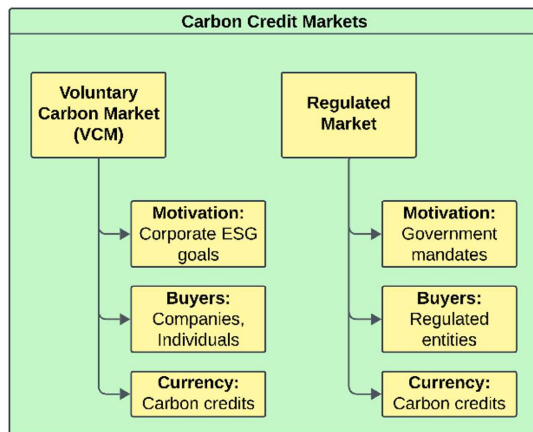 Carbon Credit Markets
Voluntary
Carbon Market
(VCM)
Motivation:
Corporate ESG
goals
Buyers:
Companies,
Individuals
Currency:
Carbon credits
Regulated
Market
Motivation:
Government
mandates
Buyers:
Regulated
entities
Currency:
Carbon credits